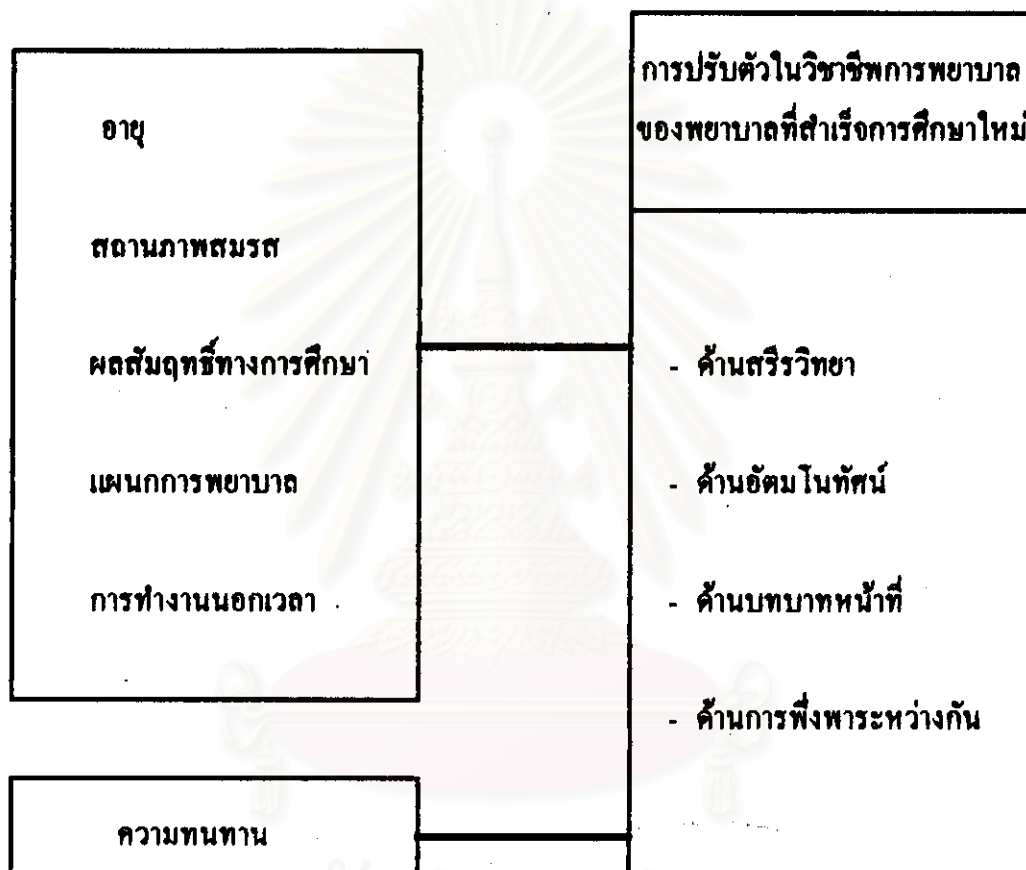 อายุ
สถานภาพสมรส
ผลสัมฤทธิ์ทางการศึกษา
แผนกการพยาบาล
การทำงานนอกเวลา
ความทนทาน
การปรับตัวในวิชาชีพการพยาบาล
ของพยาบาลที่สำเร็จการศึกษาใหม่
- ด้านสรีรวิทยา
- ด้านอัตมโนทัศน์
- ด้านบทบาทหน้าที่
- ด้านการพึ่งพาระหว่างกัน